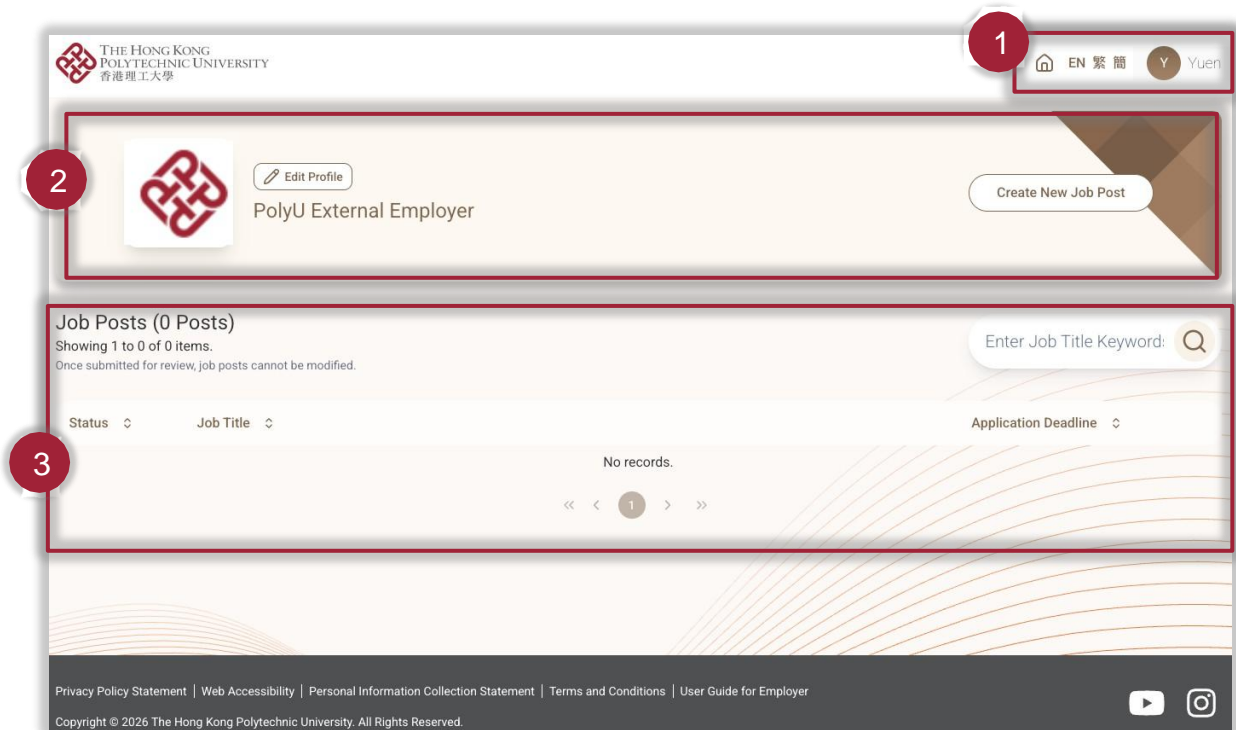 THE HONG KONG
POLYTECHNIC UNIVERSITY
香港理工大學
1
EN 繁 簡
Y Yuen
2
Edit Profile
PolyU External Employer
Create New Job Post
Job Posts (0 Posts)
Showing 1 to 0 of 0 items.
Once submitted for review, job posts cannot be modified.
Enter Job Title Keyword
3
Status Job Title Application Deadline
No records.
« < 1 > »
Privacy Policy Statement | Web Accessibility | Personal Information Collection Statement | Terms and Conditions | User Guide for Employer
Copyright © 2026 The Hong Kong Polytechnic University. All Rights Reserved.